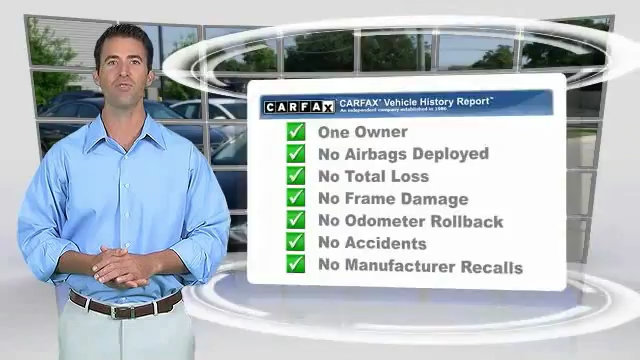 CARFAX CARFAX Vehicle History Report™
An independent company established in 1986.
One Owner
No Airbags Deployed
No Total Loss
No Frame Damage
No Odometer Rollback
No Accidents
No Manufacturer Recalls